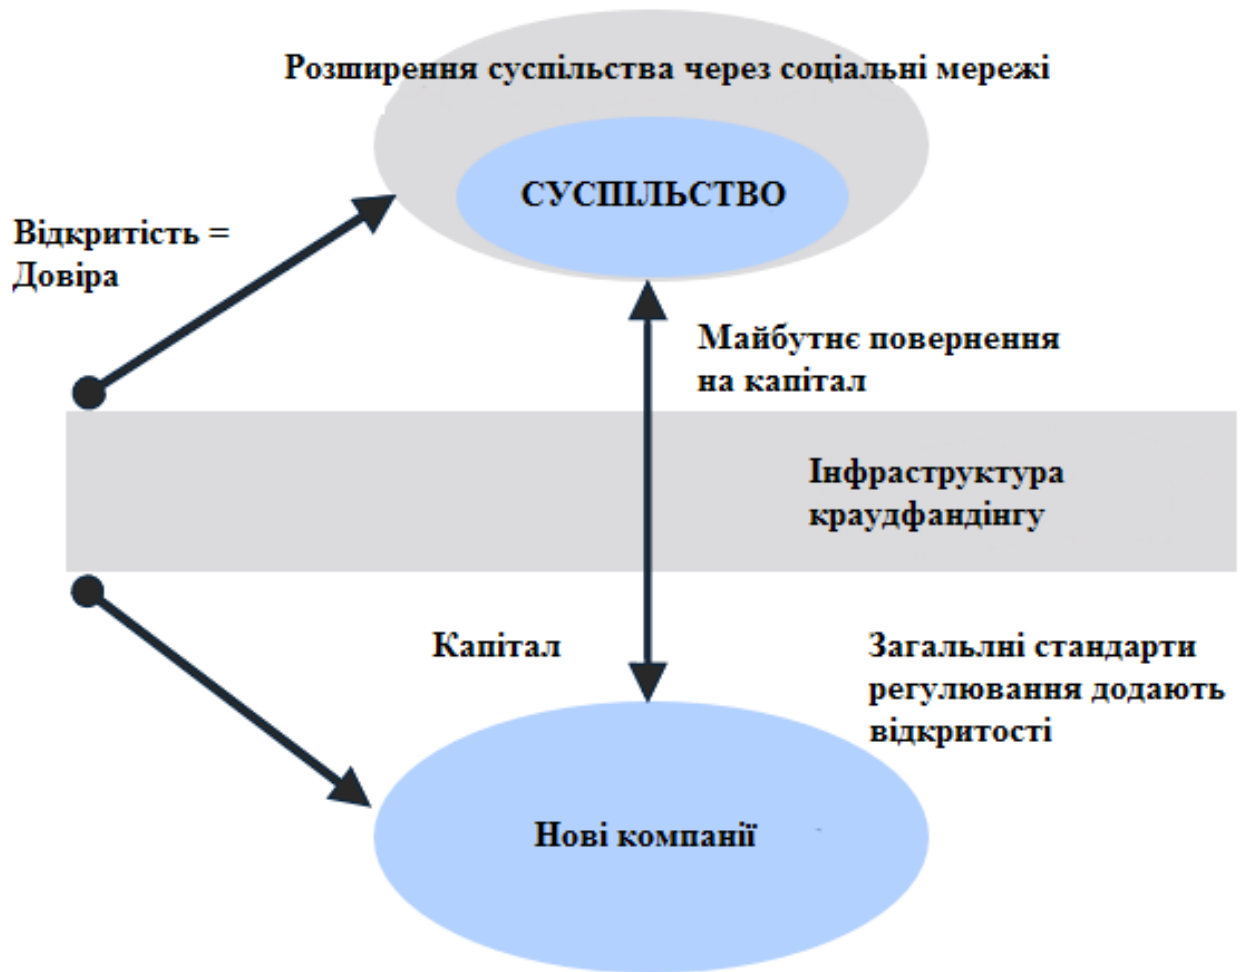 Розширення суспільства через соціальні мережі
СУСПІЛЬСТВО
Відкритість =
Довіра
Майбутнє повернення
на капітал
Інфраструктура
краудфандінгу
Капітал
Загальлні стандарти
регулювання додають
відкритості
Нові компанії